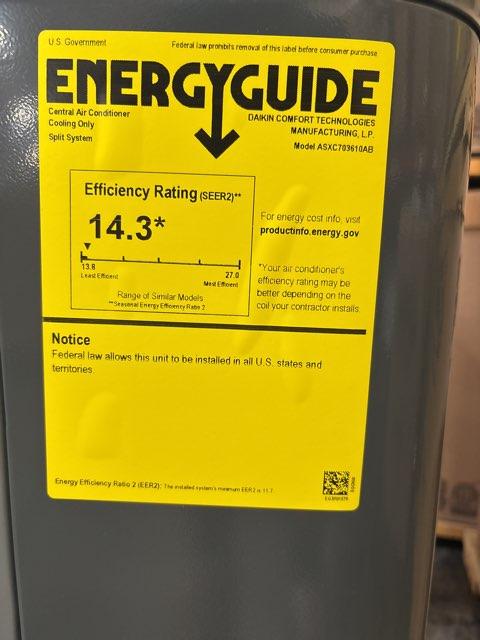 U.S. Government
Federal law prohibits removal of this label before consumer purchase
ENERGYGUIDE
Central Air Conditioner
Cooling Only
Split System
DAIKIN COMFORT TECHNOLOGIES
MANUFACTURING, L.P.
Model ASXC703610AB
Efficiency Rating (SEER2)**
14.3*
13.8
Least Efficient
27.0
Most Efficient
Range of Similar Models
**Seasonal Energy Efficiency Ratio 2
For energy cost info, visit
productinfo.energy.gov
*Your air conditioner's
efficiency rating may be
better depending on the
coil your contractor installs.
Notice
Federal law allows this unit to be installed in all U.S. states and
territories.
Energy Efficiency Ratio 2 (EER2): The installed system's minimum EER2 is 11.7.